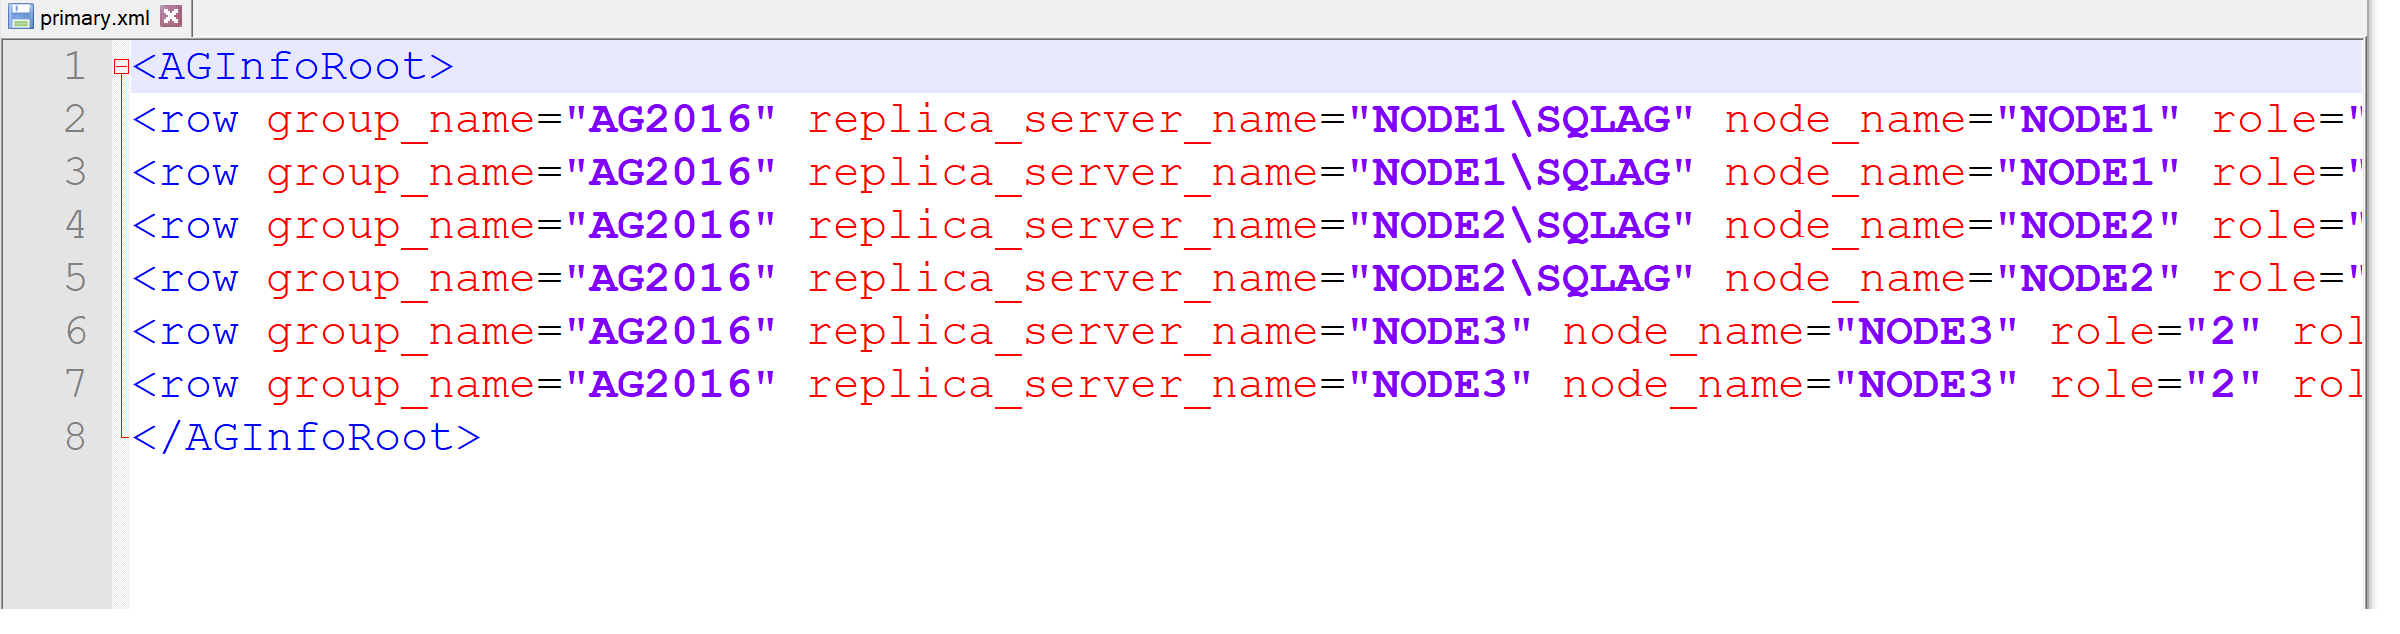 primary.xml
1 <AGInfoRoot>
2 <row group_name="AG2016" replica_server_name="NODE1\SQLAG" node_name="NODE1" role="
3 <row group_name="AG2016" replica_server_name="NODE1\SQLAG" node_name="NODE1" role="
4 <row group_name="AG2016" replica_server_name="NODE2\SQLAG" node_name="NODE2" role="
5 <row group_name="AG2016" replica_server_name="NODE2\SQLAG" node_name="NODE2" role="
6 <row group_name="AG2016" replica_server_name="NODE3" node_name="NODE3" role="2" rol
7 <row group_name="AG2016" replica_server_name="NODE3" node_name="NODE3" role="2" rol
8 </AGInfoRoot>